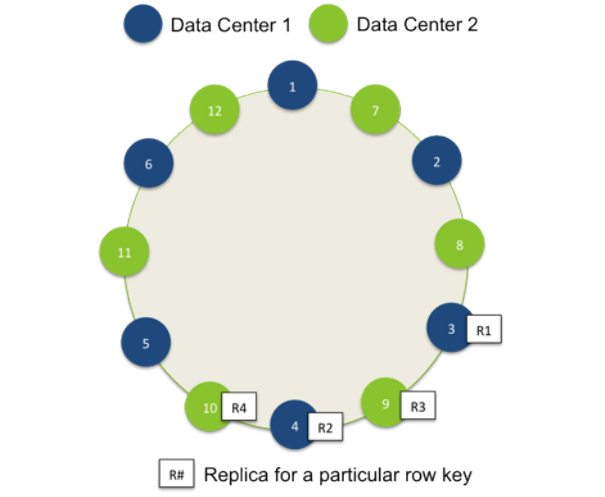 Data Center 1
Data Center 2
1
12
7
6
2
11
8
3
R1
5
10
R4
4
R2
9
R3
R#
Replica for a particular row key